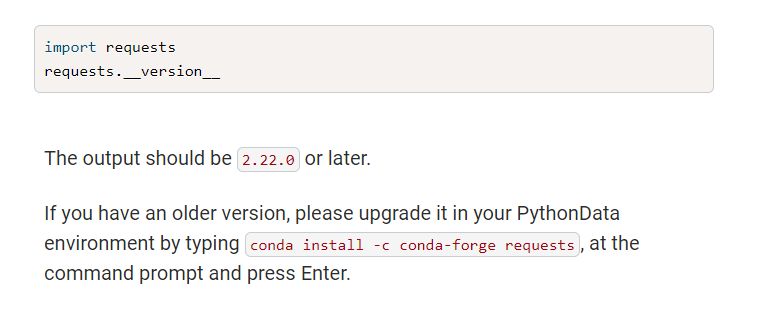 import requests
requests.__version__
The output should be 2.22.0 or later.
If you have an older version, please upgrade it in your PythonData
environment by typing conda install -c conda-forge requests, at the
command prompt and press Enter.